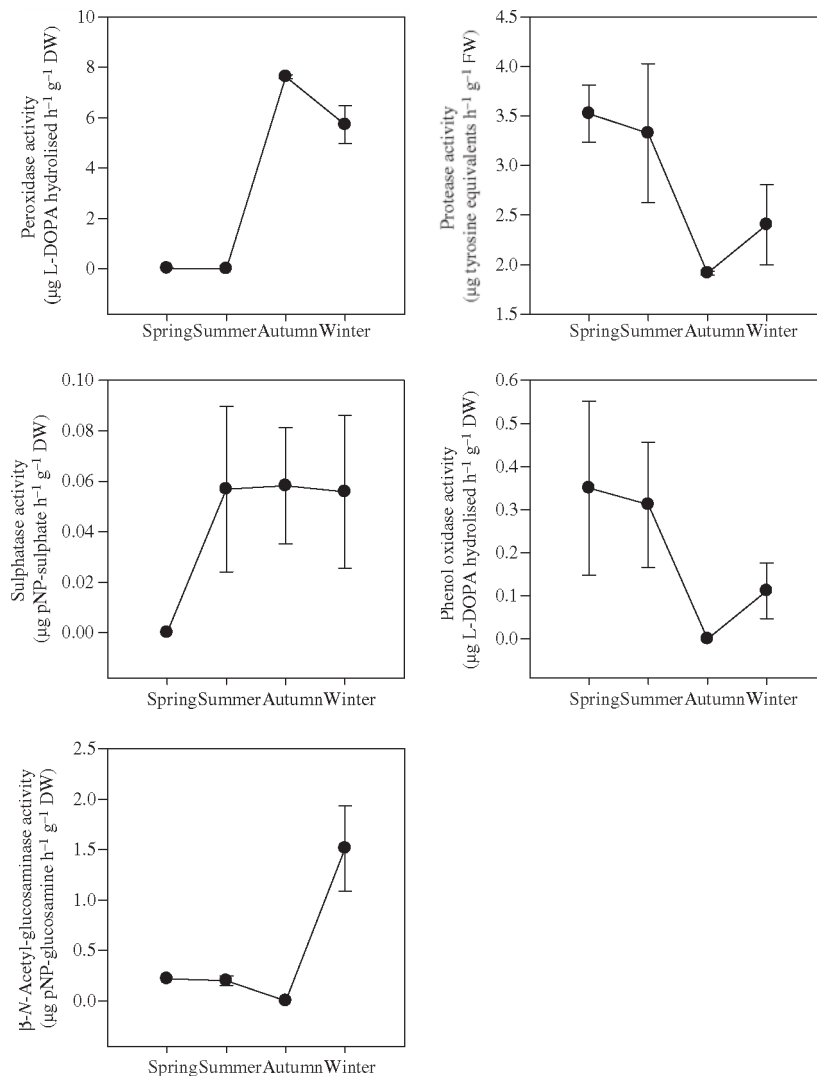 Peroxidase activity
(µg L-DOPA hydrolised h⁻¹ g⁻¹ DW)
10
8
6
4
2
0
SpringSummerAutumnWinter
Protease activity
(µg tyrosine equivalents h⁻¹ g⁻¹ FW)
4.5
4.0
3.5
3.0
2.5
2.0
1.5
SpringSummerAutumnWinter
Sulphatase activity
(µg pNP-sulphate h⁻¹ g⁻¹ DW)
0.10
0.08
0.06
0.04
0.02
0.00
SpringSummerAutumnWinter
Phenol oxidase activity
(µg L-DOPA hydrolised h⁻¹ g⁻¹ DW)
0.6
0.5
0.4
0.3
0.2
0.1
0.0
SpringSummerAutumnWinter
β-N-Acetyl-glucosaminase activity
(µg pNP-glucosamine h⁻¹ g⁻¹ DW)
2.5
2.0
1.5
1.0
0.5
0.0
SpringSummerAutumnWinter